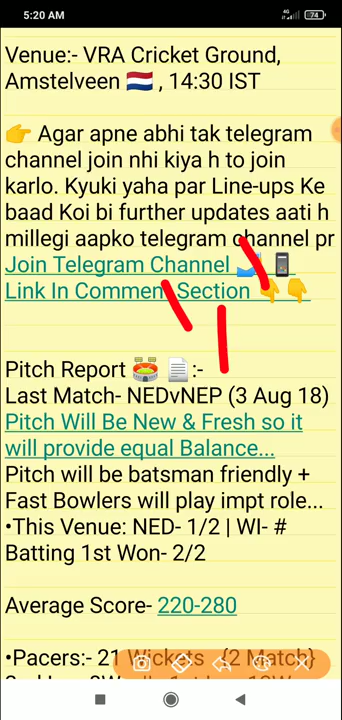 5:20 AM
4G
74
Venue:- VRA Cricket Ground,
Amstelveen 🇳🇱 , 14:30 IST
👉 Agar apne abhi tak telegram
channel join nhi kiya h to join
karlo. Kyuki yaha par Line-ups Ke
baad Koi bi further updates aati h
millegi aapko telegram channel pr
Join Telegram Channel
Link In Comment Section 👇👇
Pitch Report 🏟️ 📄:-
Last Match- NEDvNEP (3 Aug 18)
Pitch Will Be New & Fresh so it
will provide equal Balance...
Pitch will be batsman friendly +
Fast Bowlers will play impt role...
•This Venue: NED- 1/2 | WI- #
Batting 1st Won- 2/2
Average Score- 220-280
•Pacers:- 21 Wickets {2 Match}